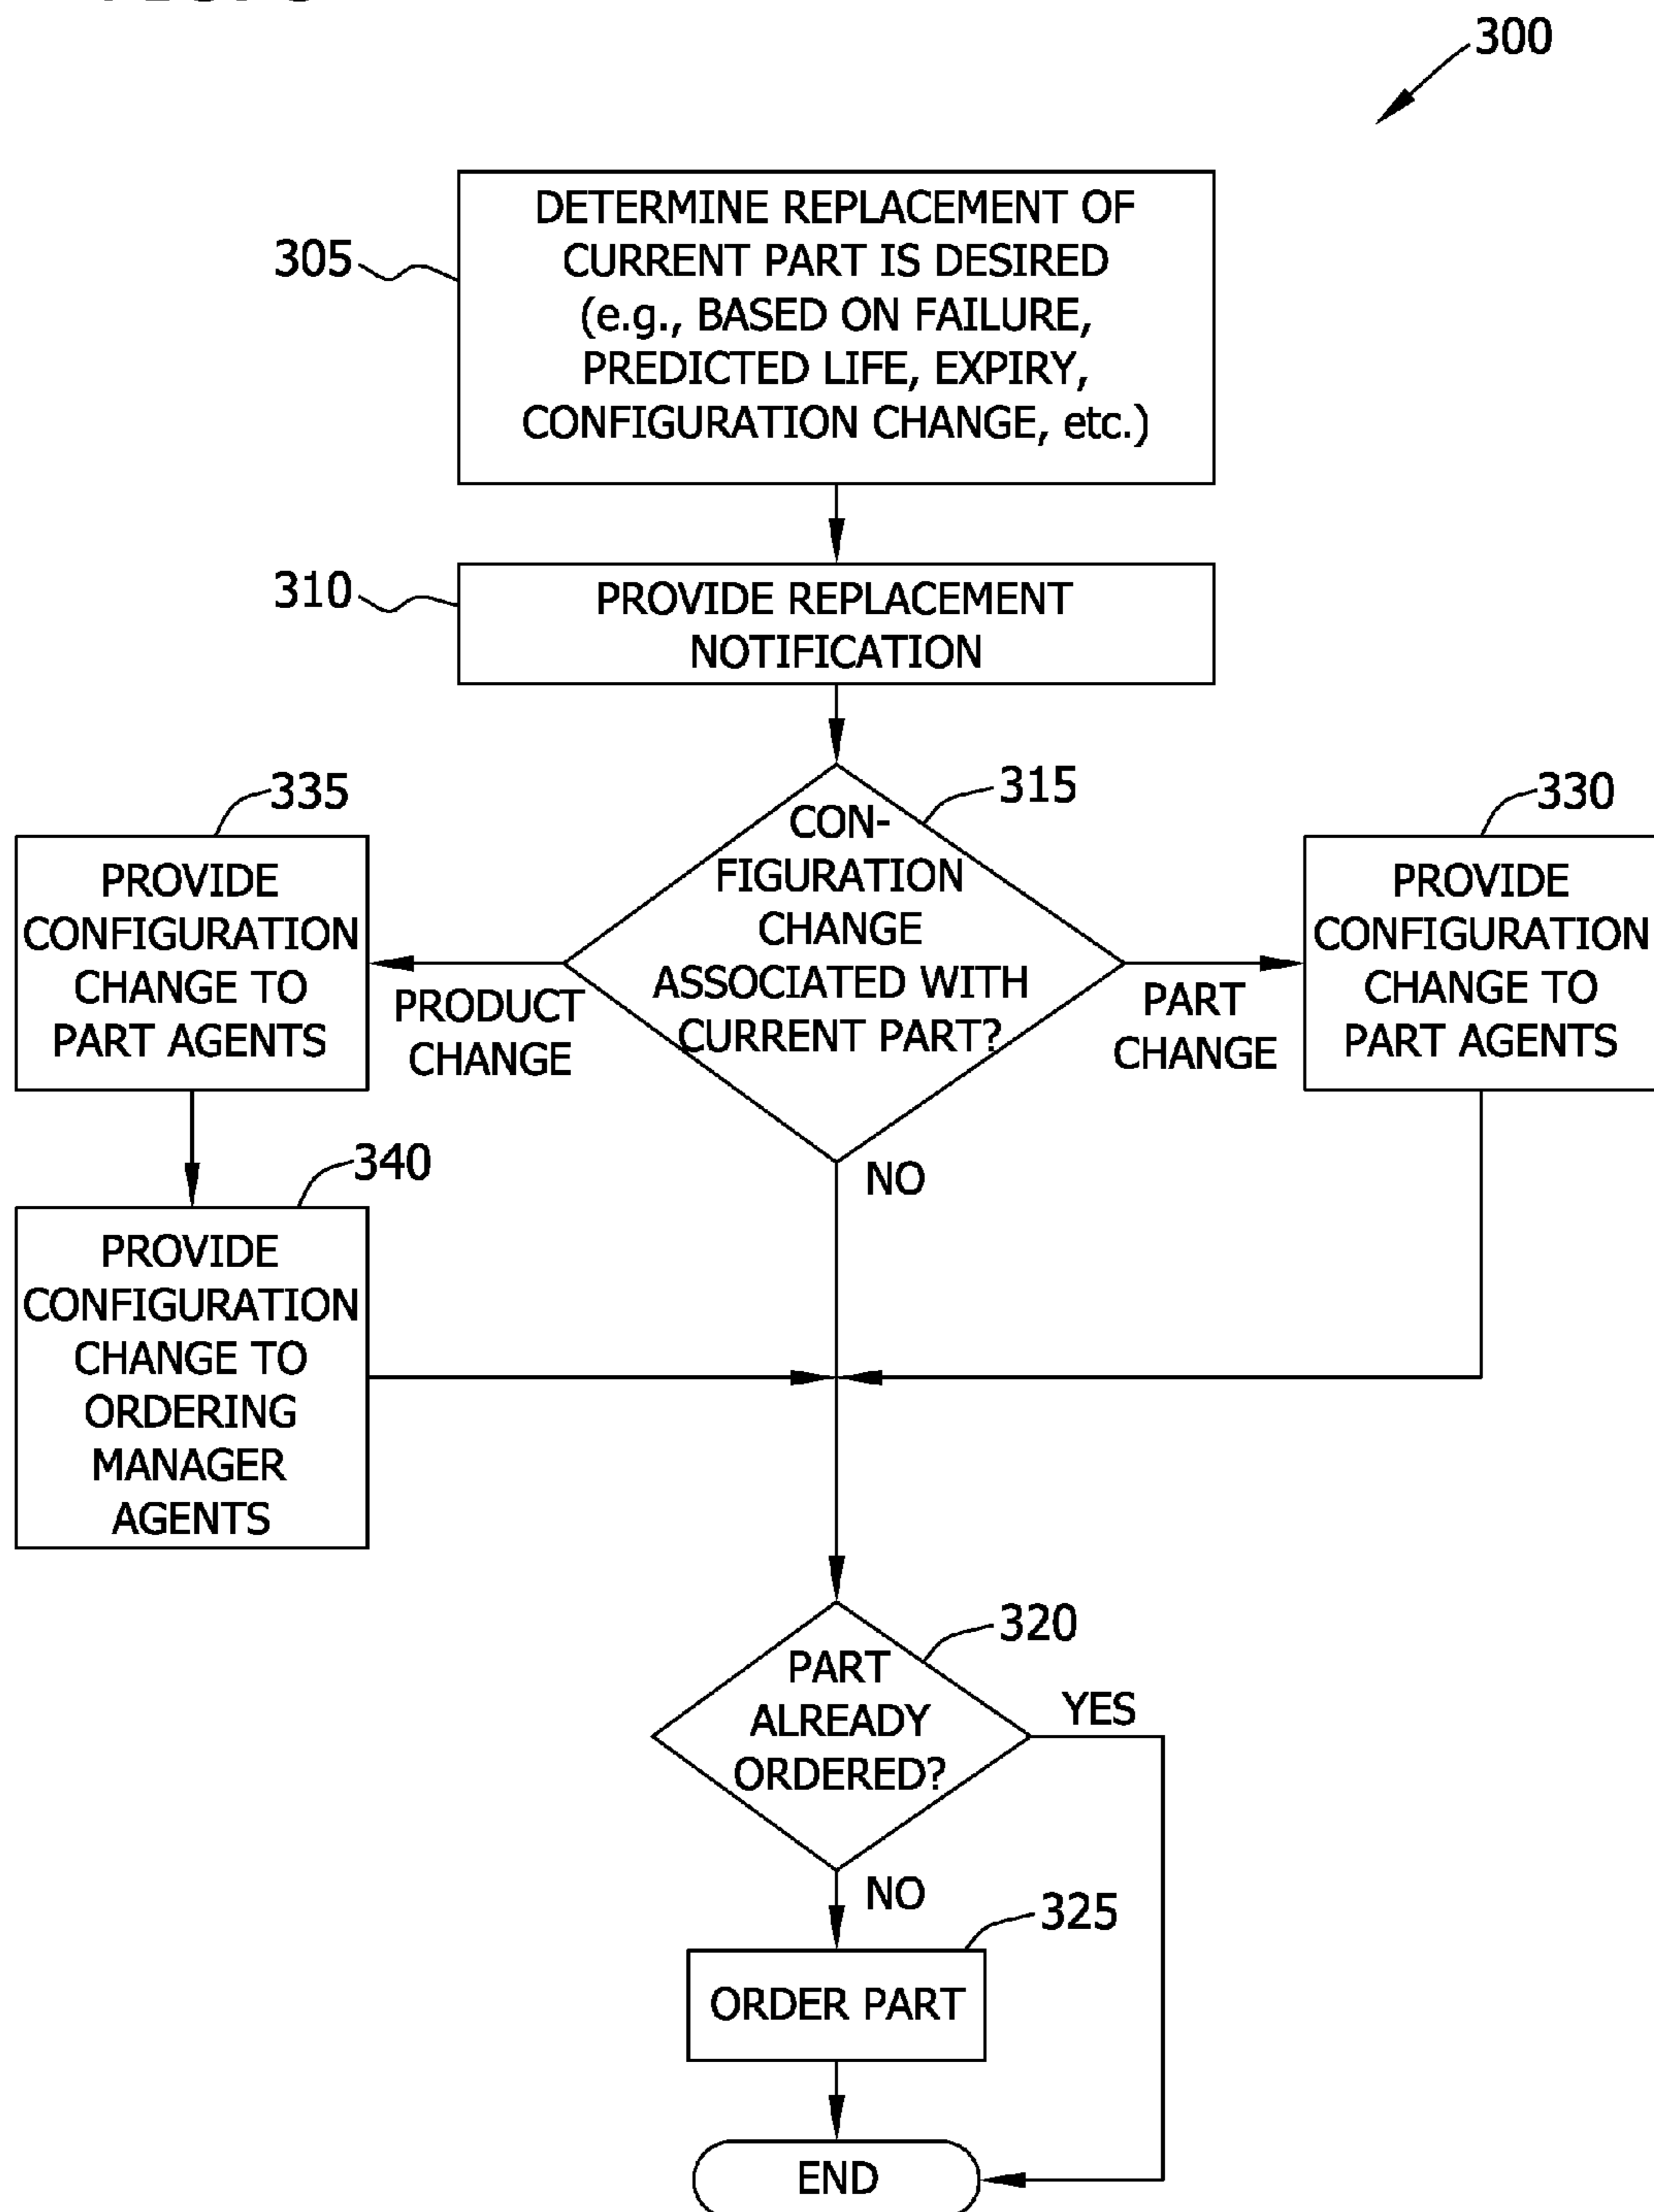 300
DETERMINE REPLACEMENT OF
CURRENT PART IS DESIRED
(e.g., BASED ON FAILURE,
PREDICTED LIFE, EXPIRY,
CONFIGURATION CHANGE, etc.)
305
PROVIDE REPLACEMENT
NOTIFICATION
310
CON-
FIGURATION
CHANGE
ASSOCIATED WITH
CURRENT PART?
315
PRODUCT
CHANGE
PART
CHANGE
NO
335
PROVIDE
CONFIGURATION
CHANGE TO
PART AGENTS
330
PROVIDE
CONFIGURATION
CHANGE TO
PART AGENTS
340
PROVIDE
CONFIGURATION
CHANGE TO
ORDERING
MANAGER
AGENTS
320
PART
ALREADY
ORDERED?
YES
NO
325
ORDER PART
END